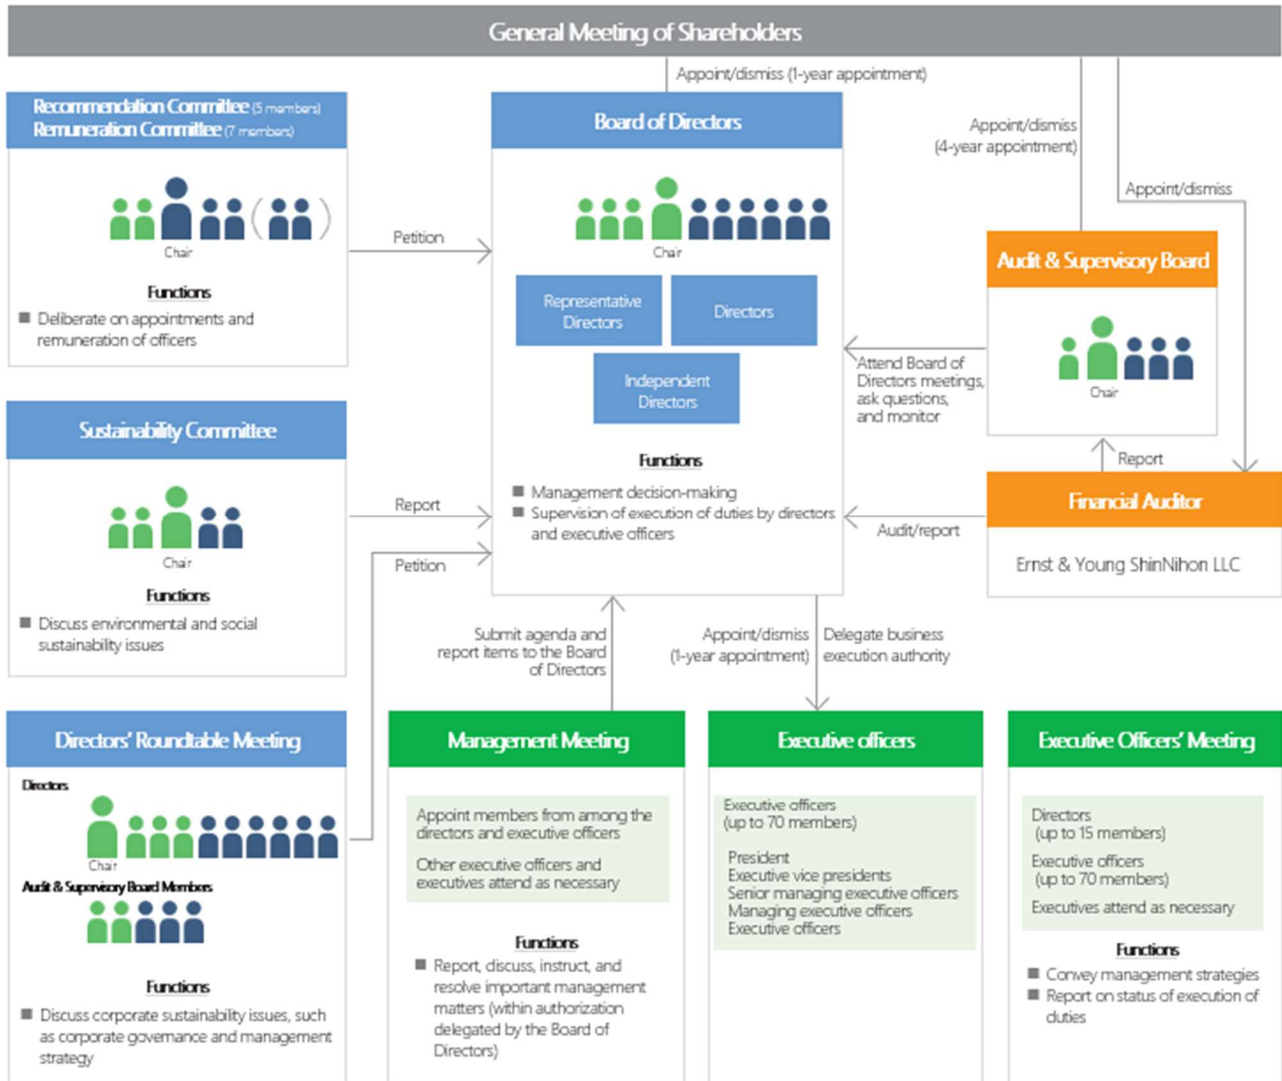 General Meeting of Shareholders
Appoint/dismiss (1-year appointment)
Recommendation Committee (5 members)
Remuneration Committee (7 members)
Chair
Functions
■ Deliberate on appointments and
remuneration of officers
Petition
Board of Directors
Chair
Representative
Directors
Directors
Independent
Directors
Functions
■ Management decision-making
■ Supervision of execution of duties by directors
and executive officers
Appoint/dismiss
(4-year appointment)
Appoint/dismiss
Audit & Supervisory Board
Chair
Attend Board of
Directors meetings,
ask questions,
and monitor
Report
Financial Auditor
Ernst & Young ShinNihon LLC
Audit/report
Sustainability Committee
Chair
Functions
■ Discuss environmental and social
sustainability issues
Report
Petition
Submit agenda and
report items to the Board
of Directors
Appoint/dismiss
(1-year appointment)
Delegate business
execution authority
Directors' Roundtable Meeting
Directors
Chair
Audit & Supervisory Board Members
Functions
■ Discuss corporate sustainability issues, such
as corporate governance and management
strategy
Management Meeting
Appoint members from among the
directors and executive officers
Other executive officers and
executives attend as necessary
Functions
■ Report, discuss, instruct, and
resolve important management
matters (within authorization
delegated by the Board of
Directors)
Executive officers
Executive officers
(up to 70 members)
President
Executive vice presidents
Senior managing executive officers
Managing executive officers
Executive officers
Executive Officers' Meeting
Directors
(up to 15 members)
Executive officers
(up to 70 members)
Executives attend as necessary
Functions
■ Convey management strategies
■ Report on status of execution of
duties